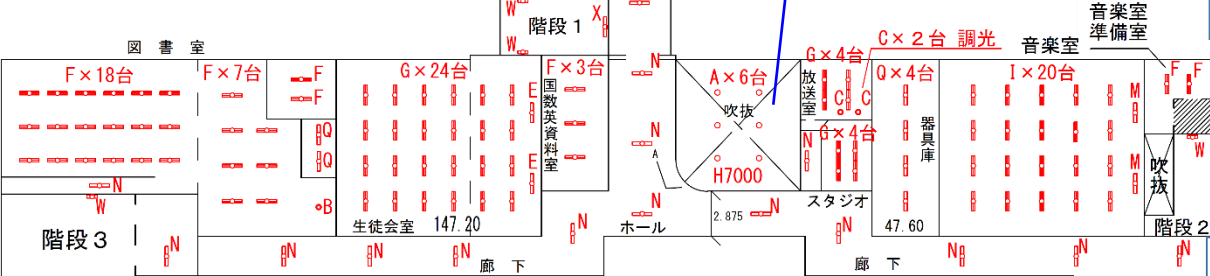 W
X
階段1
W
音楽室
準備室
図書室
C×2台 調光
音楽室
F×18台
F×7台
F
F
G×24台
国数英資料室
F×3台
N
A×6台
吹抜
H7000
放送室
G×4台
C
C
G×4台
Q×4台
器具庫
I×20台
M
F
F
E
Q
Q
E
N
A
N
M
W
吹抜
N
W
B
N
N
スタジオ
階段3
生徒会室
147.20
ホール
2.875
47.60
階段2
N
N
N
N
N
N
N
N
廊下
廊下